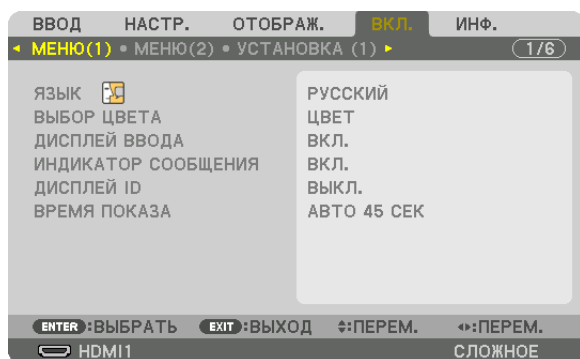 ВВОД НАСТР. ОТОБРАЖ. ВКЛ. ИНФ.
МЕНЮ(1) • МЕНЮ(2) • УСТАНОВКА (1) 1/6
ЯЗЫК РУССКИЙ
ВЫБОР ЦВЕТА ЦВЕТ
ДИСПЛЕЙ ВВОДА ВКЛ.
ИНДИКАТОР СООБЩЕНИЯ ВКЛ.
ДИСПЛЕЙ ID ВЫКЛ.
ВРЕМЯ ПОКАЗА АВТО 45 СЕК
ENTER:ВЫБРАТЬ EXIT:ВЫХОД :ПЕРЕМ. :ПЕРЕМ.
HDMI1 СЛОЖНОЕ